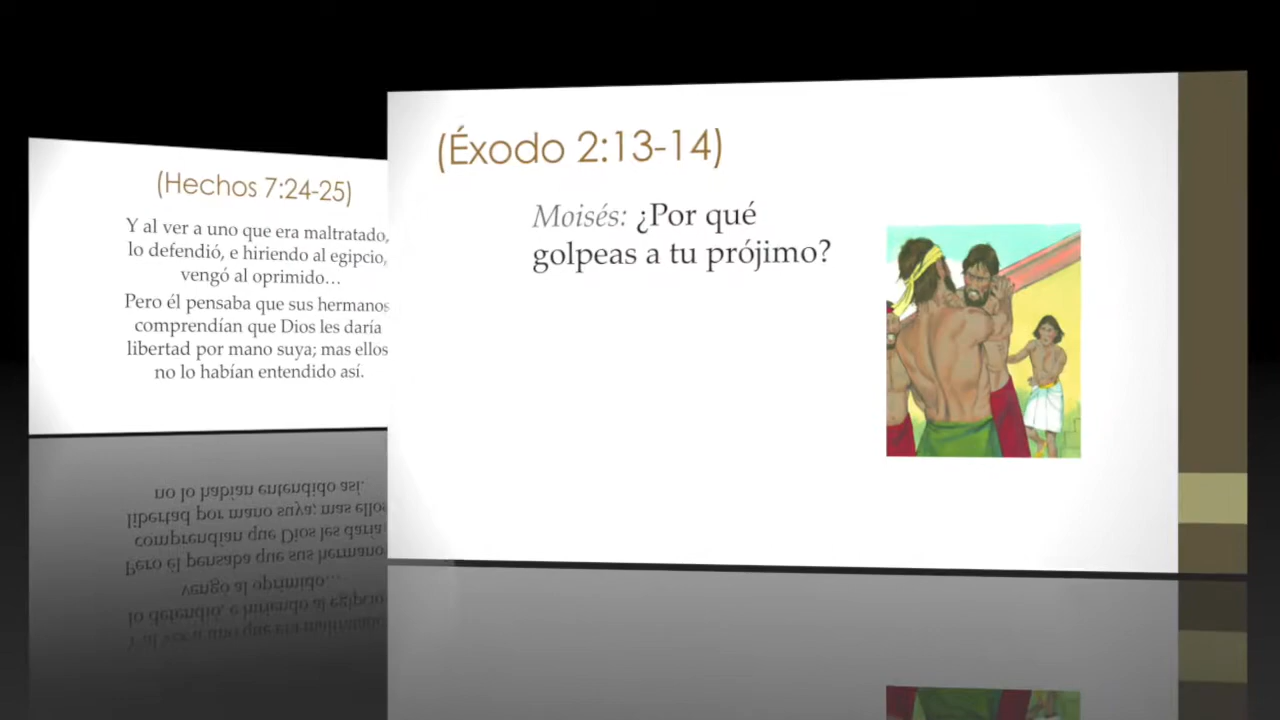 (Hechos 7:24-25)
Y al ver a uno que era maltratado,
lo defendió, e hiriendo al egipcio,
vengó al oprimido…
Pero él pensaba que sus hermanos
comprendían que Dios les daría
libertad por mano suya; mas ellos
no lo habían entendido así.
(Éxodo 2:13-14)
Moisés: ¿Por qué
golpeas a tu prójimo?